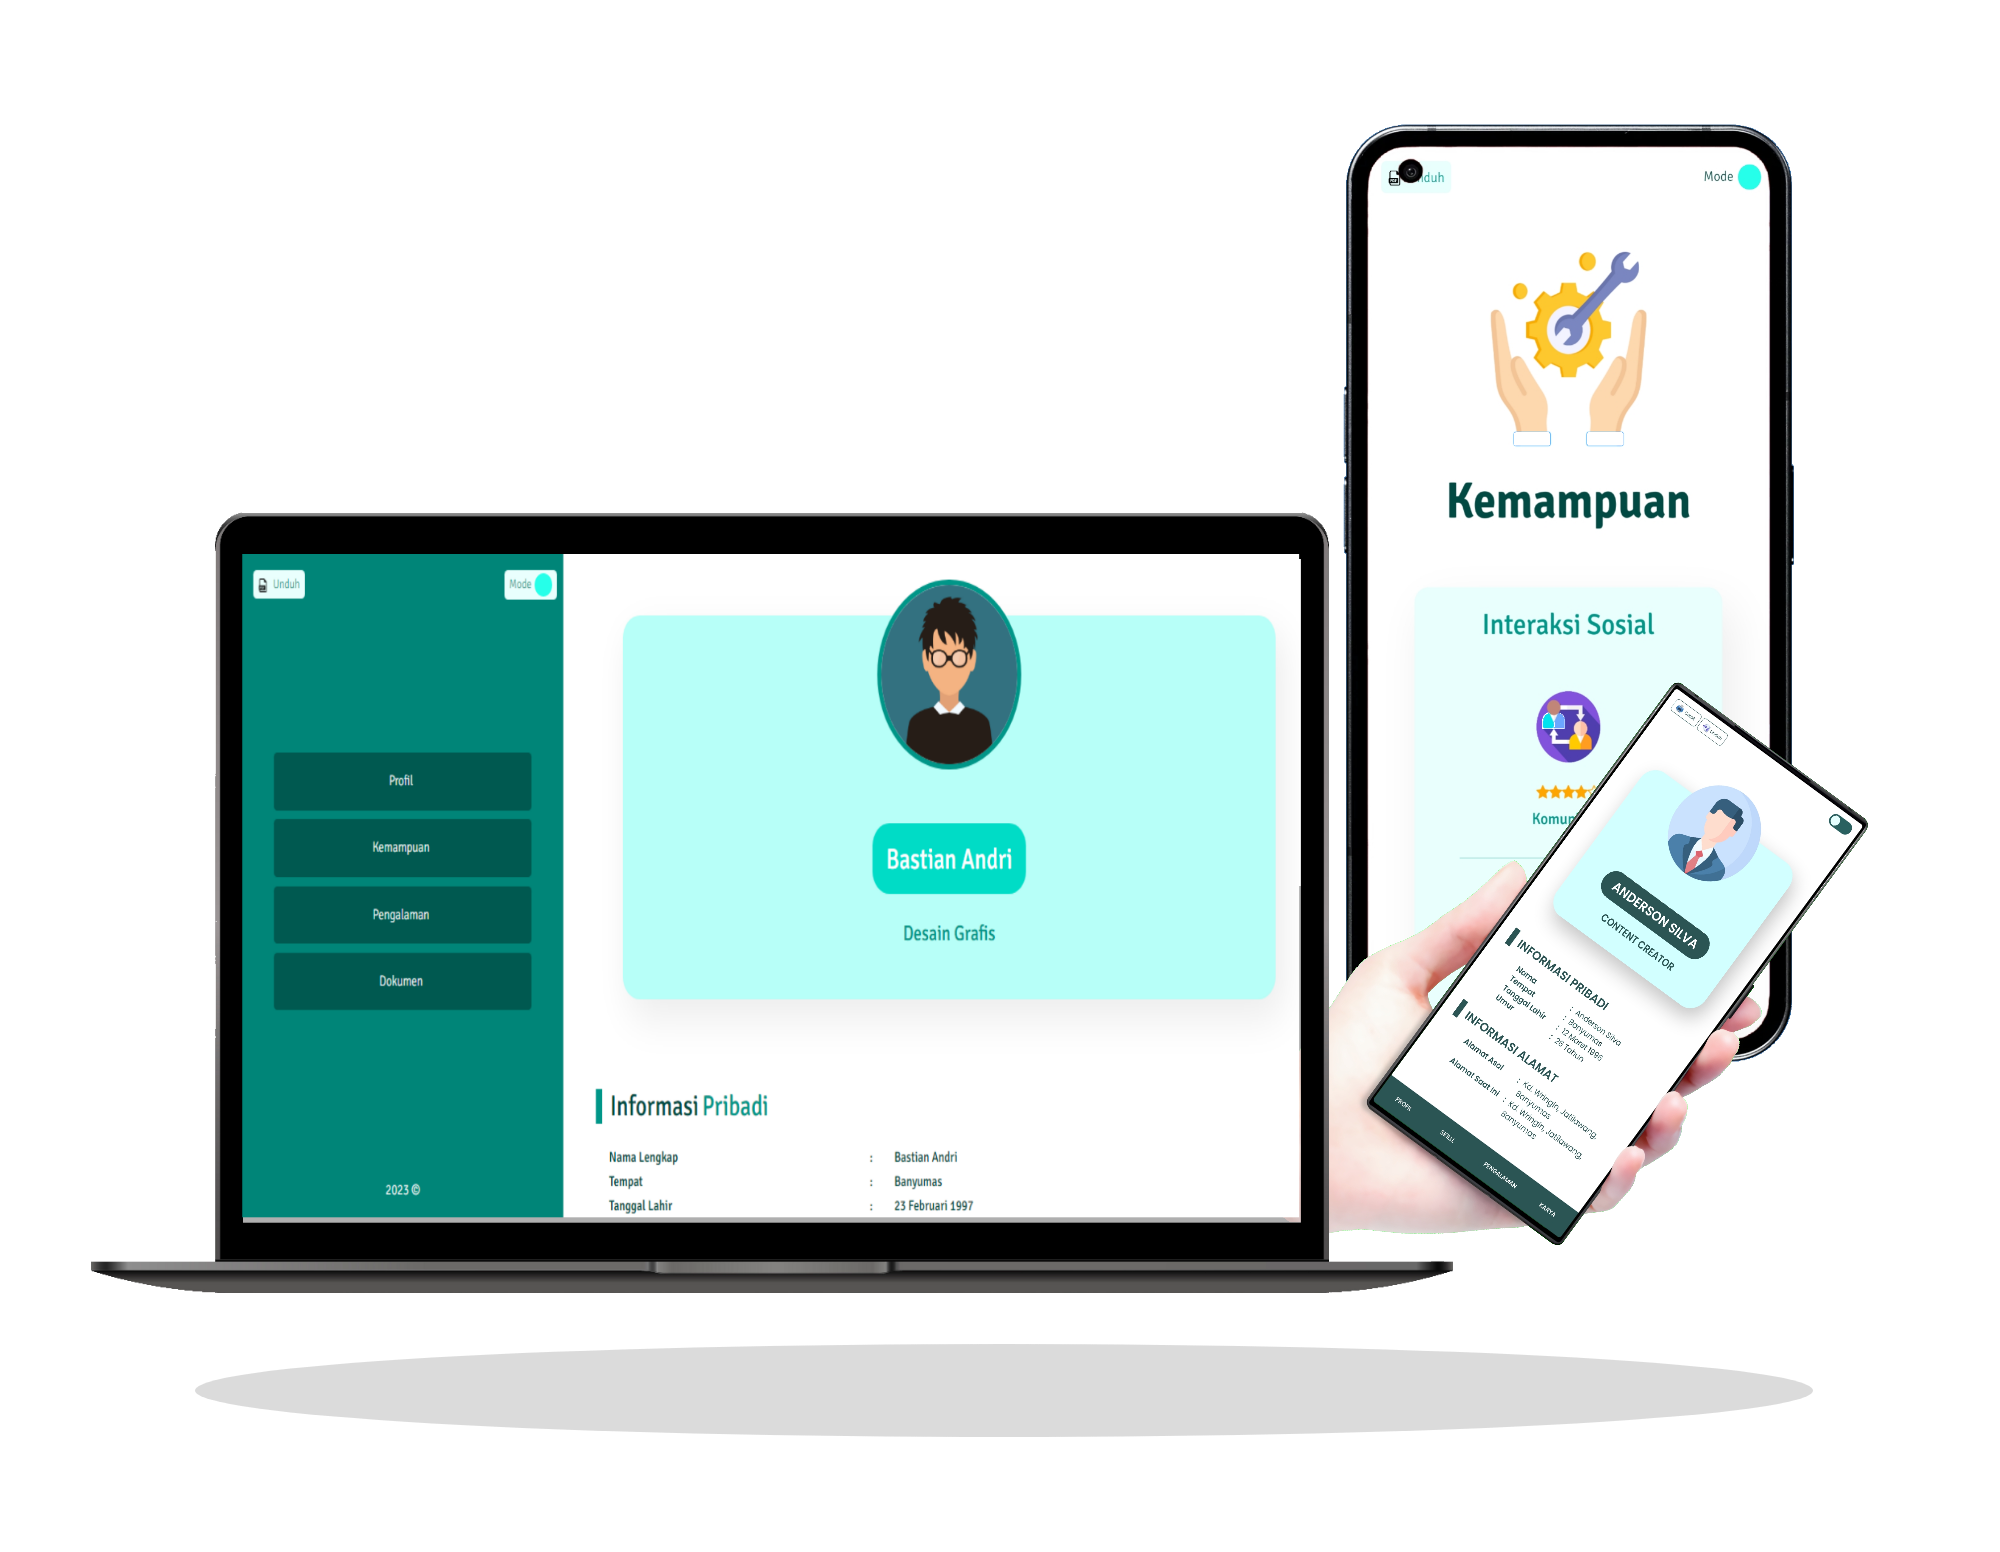 Unduh
Mode
Profil
Kemampuan
Pengalaman
Dokumen
2023 ©
Bastian Andri
Desain Grafis
Informasi Pribadi
Nama Lengkap : Bastian Andri
Tempat : Banyumas
Tanggal Lahir : 23 Februari 1997
nduh
Mode
Kemampuan
Interaksi Sosial
Komun
ANDERSON SILVA
CONTENT CREATOR
INFORMASI PRIBADI
Nama : Anderson Silva
Tempat : Banyumas
Tanggal Lahir : 12 Maret 1996
Umur : 26 Tahun
INFORMASI ALAMAT
Alamat Asal : Kd. Wringin, Jatilawang,
Banyumas
Alamat Saat Ini : Kd. Wringin, Jatilawang,
Banyumas
PROFIL
SKILL
PENGALAMAN
KARYA